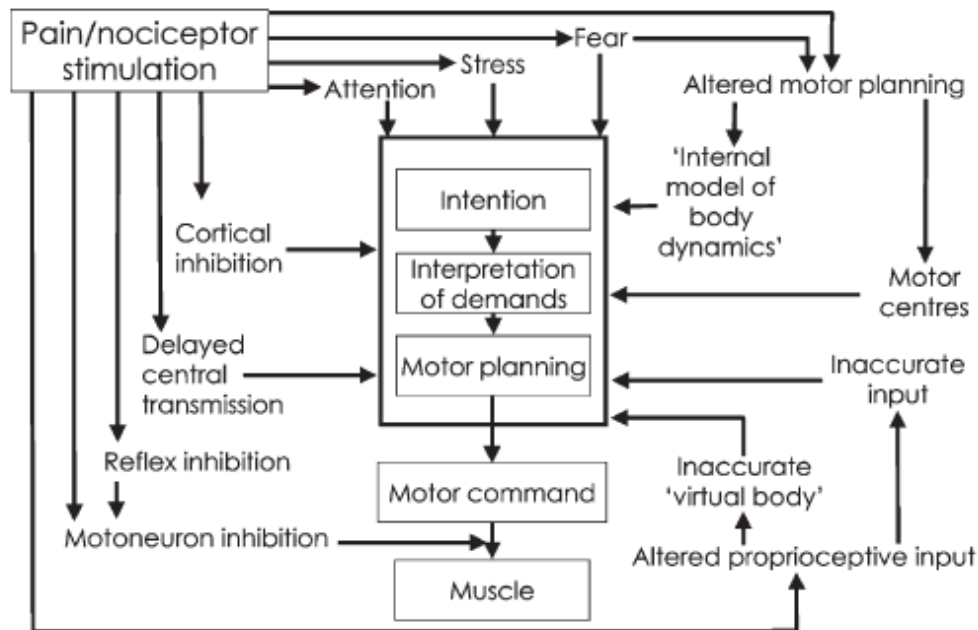 Pain/nociceptor
stimulation
Fear
Stress
Attention
Altered motor planning
'Internal
model of
body
dynamics'
Intention
Cortical
inhibition
Interpretation
of demands
Motor
centres
Delayed
central
transmission
Motor planning
Inaccurate
input
Reflex inhibition
Inaccurate
'virtual body'
Motor command
Motoneuron inhibition
Altered proprioceptive input
Muscle